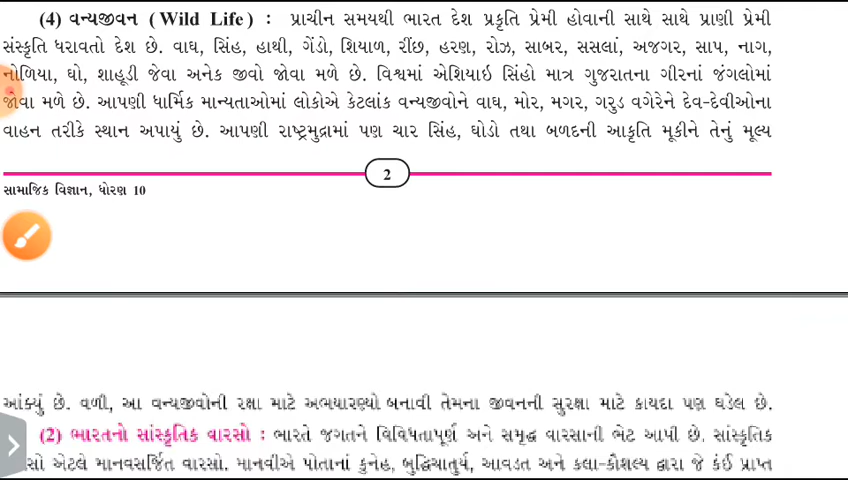 (4) વન્યજીવન (Wild Life) : પ્રાચીન સમયથી ભારત દેશ પ્રકૃતિ પ્રેમી હોવાની સાથે સાથે પ્રાણી પ્રેમી
સંસ્કૃતિ ધરાવતો દેશ છે. વાઘ, સિંહ, હાથી, ગેંડો, શિયાળ, રીંછ, હરણ, રોઝ, સાબર, સસલાં, અજગર, સાપ, નાગ,
નોળિયા, ઘો, શાહૂડી જેવા અનેક જીવો જોવા મળે છે. વિશ્વમાં એશિયાઇ સિંહો માત્ર ગુજરાતના ગીરનાં જંગલોમાં
જોવા મળે છે. આપણી ધાર્મિક માન્યતાઓમાં લોકોએ કેટલાંક વન્યજીવોને વાઘ, મોર, મગર, ગરુડ વગેરેને દેવ-દેવીઓના
વાહન તરીકે સ્થાન અપાયું છે. આપણી રાષ્ટ્રમુદ્રામાં પણ ચાર સિંહ, ઘોડો તથા બળદની આકૃતિ મૂકીને તેનું મૂલ્ય
2
સામાજિક વિજ્ઞાન, ધોરણ 10
આંક્યું છે. વળી, આ વન્યજીવોની રક્ષા માટે અભયારણ્યો બનાવી તેમના જીવનની સુરક્ષા માટે કાયદા પણ ઘડેલ છે.
(2) ભારતનો સાંસ્કૃતિક વારસો : ભારતે જગતને વિવિધતાપૂર્ણ અને સમૃદ્ધ વારસાની ભેટ આપી છે. સાંસ્કૃતિક
એટલે માનવસર્જિત વારસો. માનવીએ પોતાનાં કુનેહ, બુદ્ધિચાતુર્ય, આવડત અને કલા-કૌશલ્ય દ્વારા જે કંઈ પ્રાપ્ત